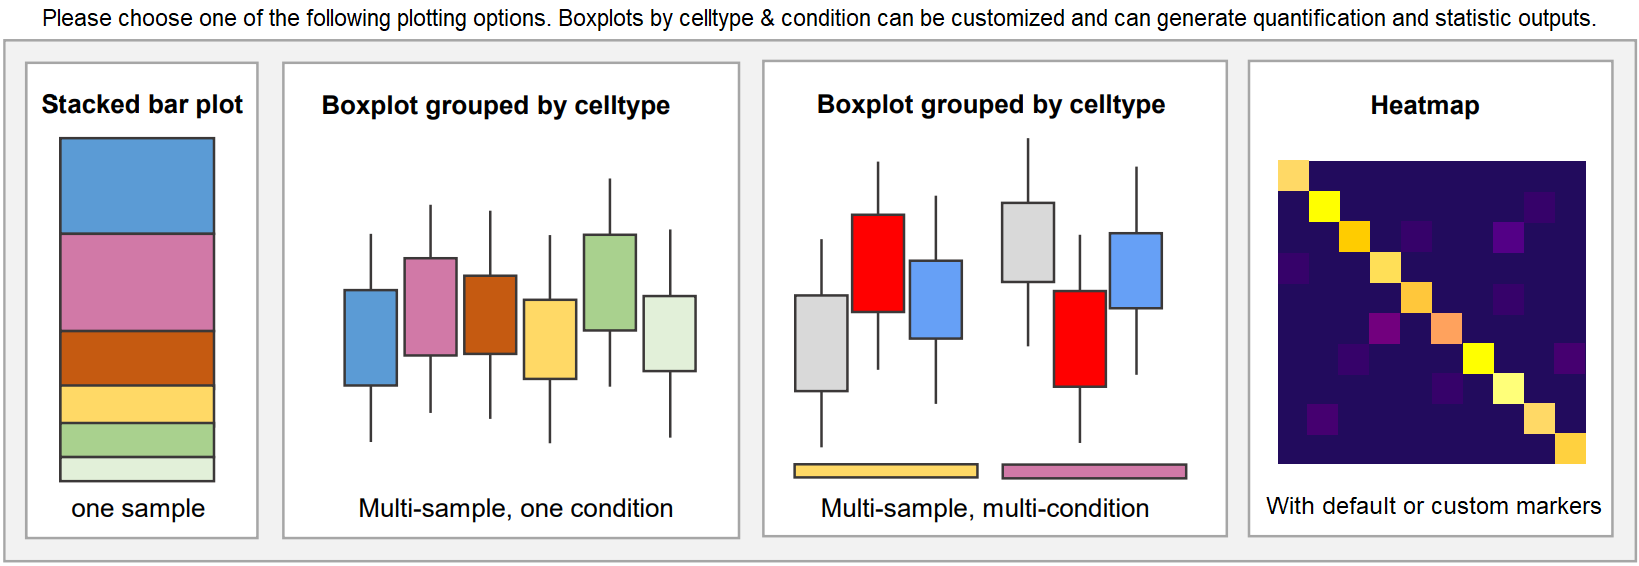 Please choose one of the following plotting options. Boxplots by celltype & condition can be customized and can generate quantification and statistic outputs.
Stacked bar plot
one sample
Boxplot grouped by celltype
Multi-sample, one condition
Boxplot grouped by celltype
Multi-sample, multi-condition
Heatmap
With default or custom markers